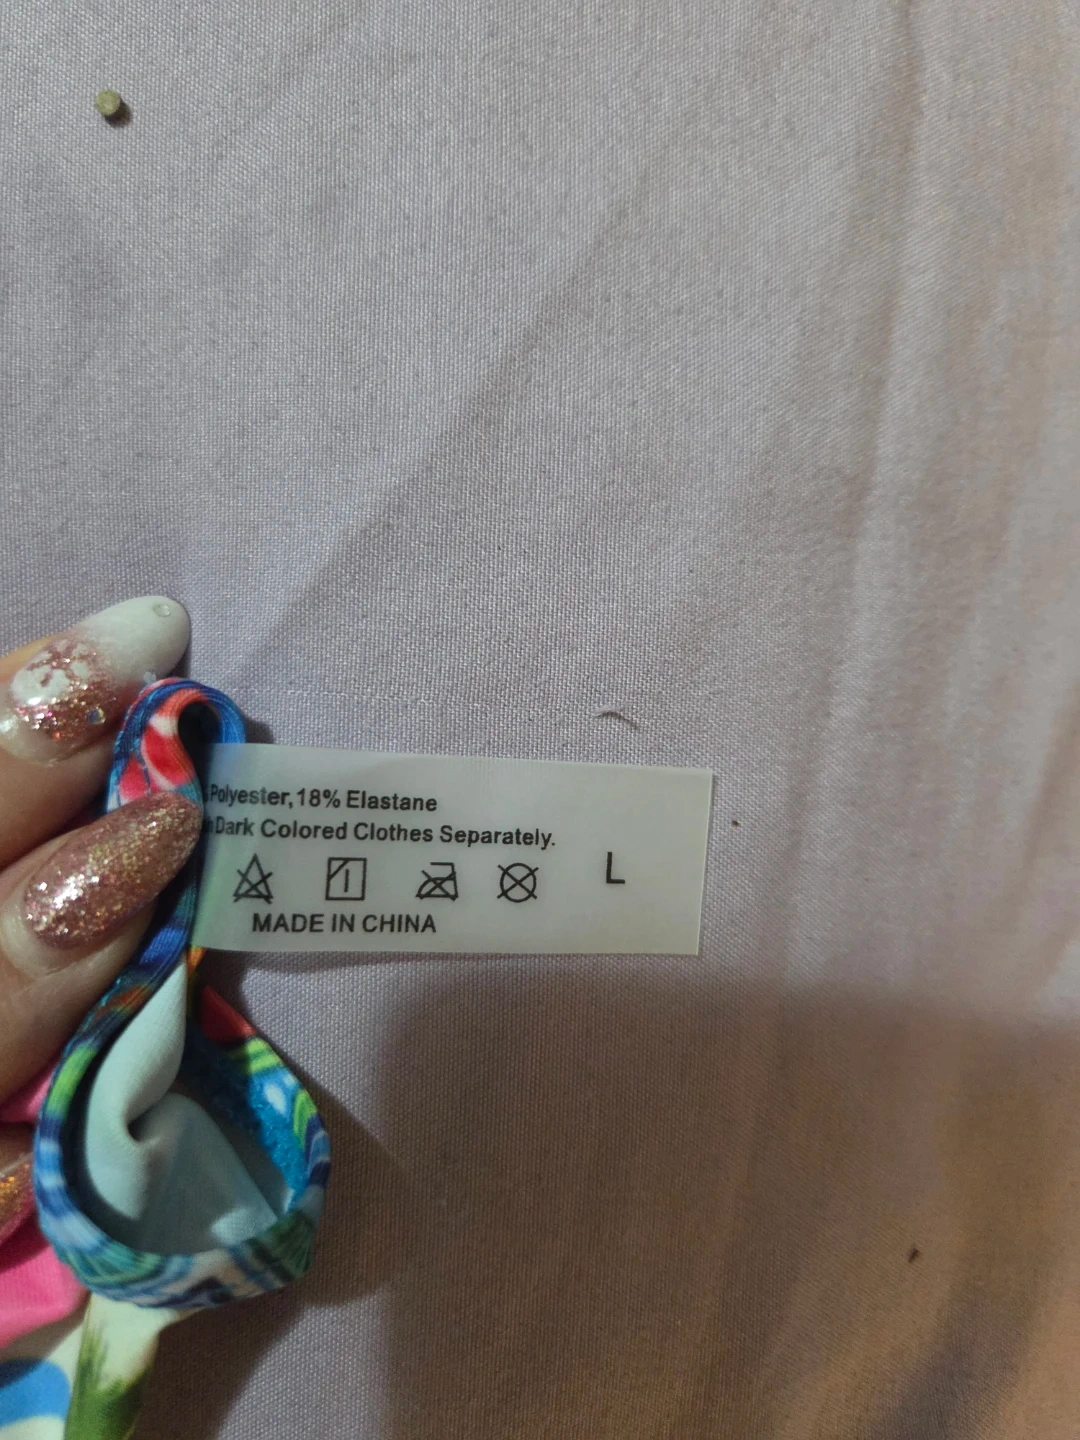 Polyester, 18% Elastane
Dark Colored Clothes Separately.
L
MADE IN CHINA